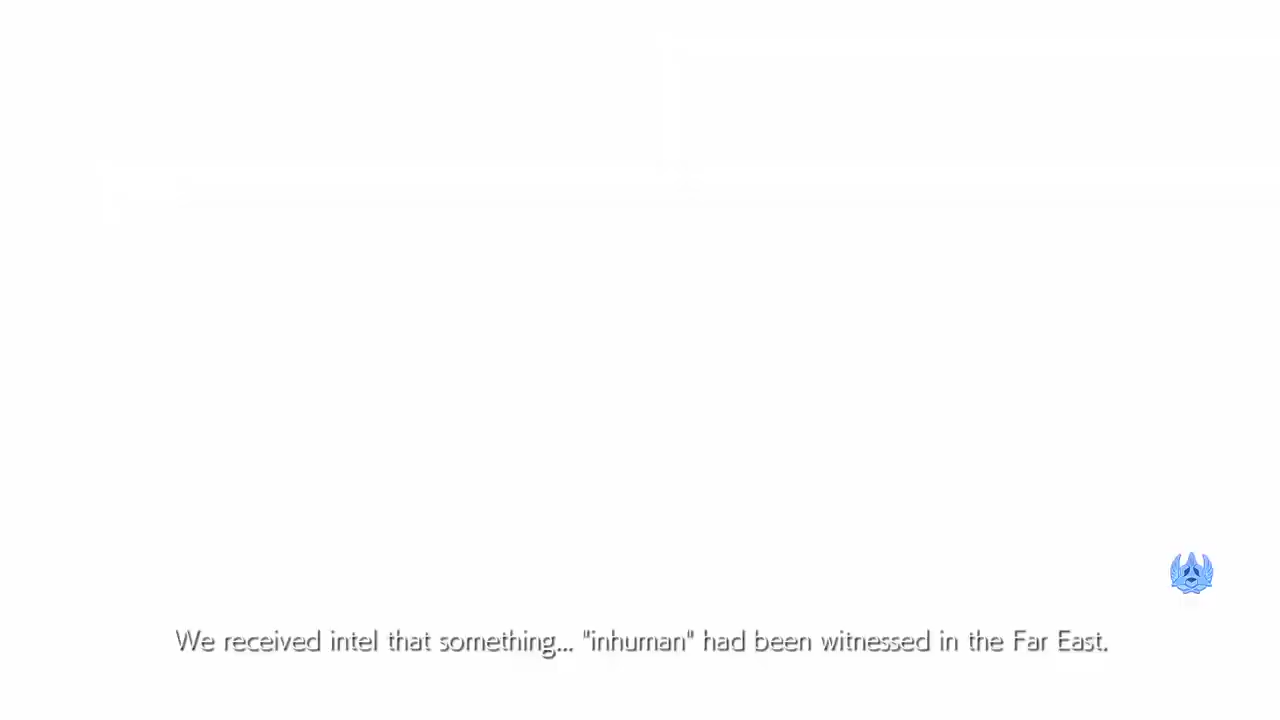 We received intel that something... "inhuman" had been witnessed in the Far East.